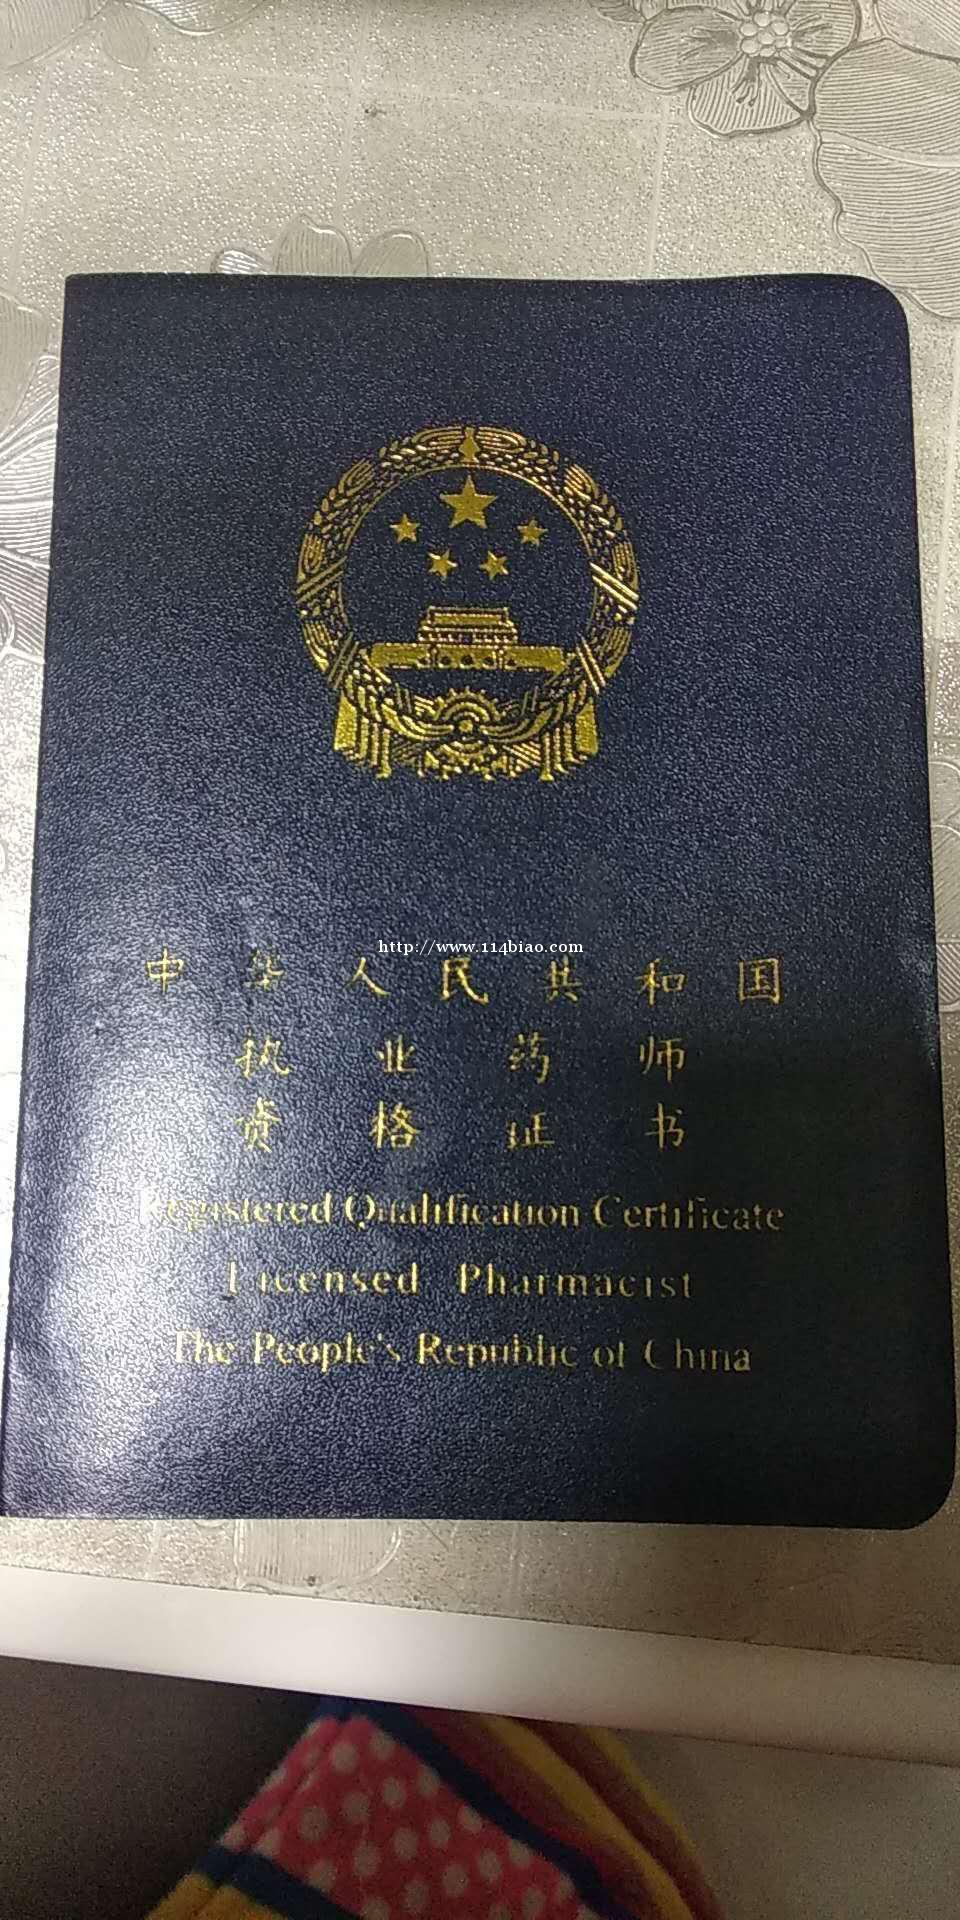 http://www.114biao.com
中华人民共和国
执业药师
资格证书
Registered Qualification Certificate
Licensed Pharmacist
The People's Republic of China